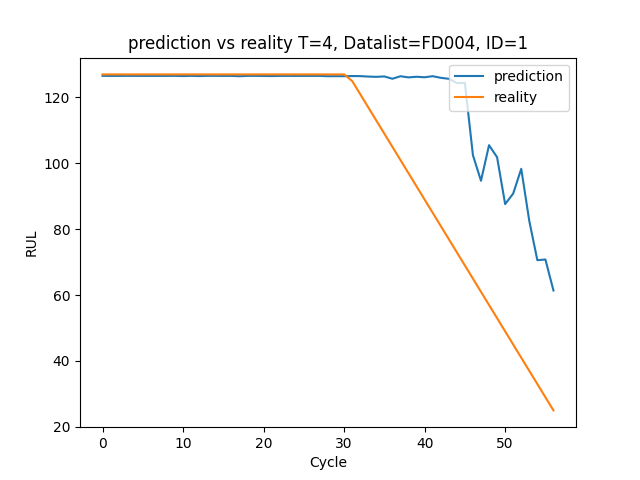 prediction vs reality T=4, Datalist=FD004, ID=1
prediction
reality
120
100
80
60
40
20
RUL
0 10 20 30 40 50
Cycle